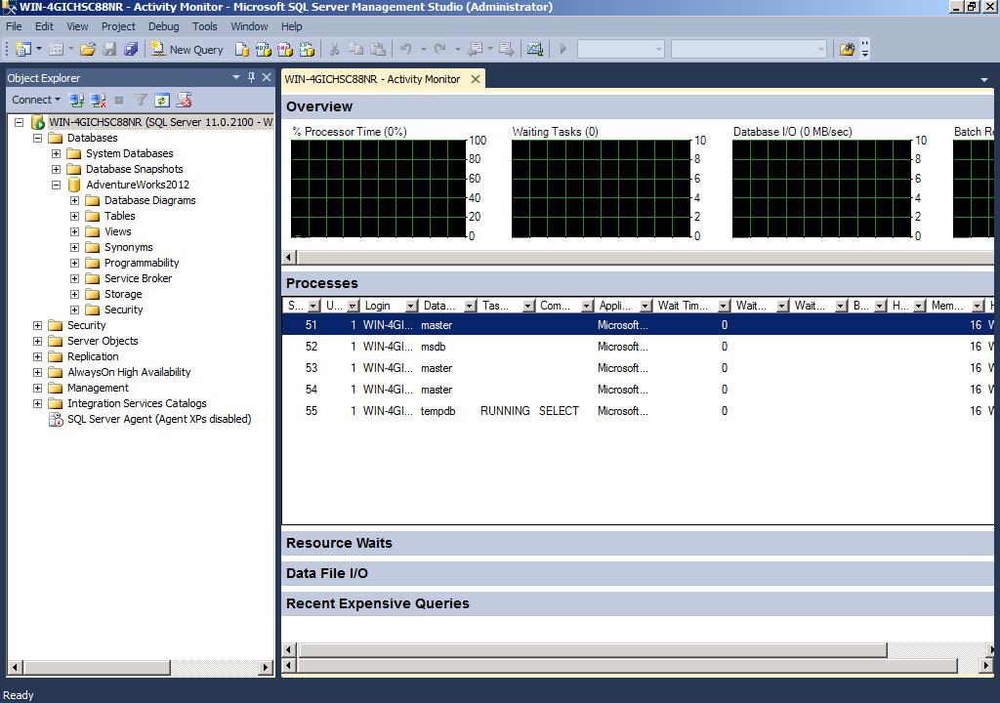 WIN-4GICHSC88NR - Activity Monitor - Microsoft SQL Server Management Studio (Administrator)
File Edit View Project Debug Tools Window Help
New Query
Object Explorer
Connect
WIN-4GICHSC88NR (SQL Server 11.0.2100 - W
Databases
System Databases
Database Snapshots
AdventureWorks2012
Database Diagrams
Tables
Views
Synonyms
Programmability
Service Broker
Storage
Security
Security
Server Objects
Replication
AlwaysOn High Availability
Management
Integration Services Catalogs
SQL Server Agent (Agent XPs disabled)
WIN-4GICHSC88NR - Activity Monitor
Overview
% Processor Time (0%)
100
80
60
40
20
0
Waiting Tasks (0)
10
8
6
4
2
0
Database I/O (0 MB/sec)
10
8
6
4
2
0
Batch Re
Processes
S... U... Login Data... Tas... Com... Appli... Wait Tim... Wait... Wait... B... H... Mem... H
51 1 WIN-4GI... master Microsoft... 0 16 W
52 1 WIN-4GI... msdb Microsoft... 0 16 W
53 1 WIN-4GI... master Microsoft... 0 16 W
54 1 WIN-4GI... master Microsoft... 0 16 W
55 1 WIN-4GI... tempdb RUNNING SELECT Microsoft... 0 16 W
Resource Waits
Data File I/O
Recent Expensive Queries
Ready